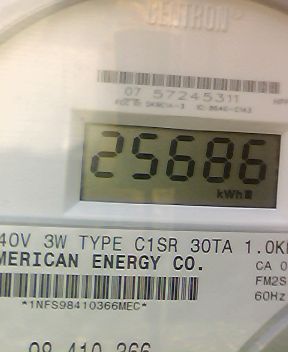 CENTRON®
07 57245311
25686
kWh
40V 3W TYPE C1SR 30TA 1.0K
MERICAN ENERGY CO.
CA 0
FM2S
60Hz
*1NFS98410366MEC*
98 410 366